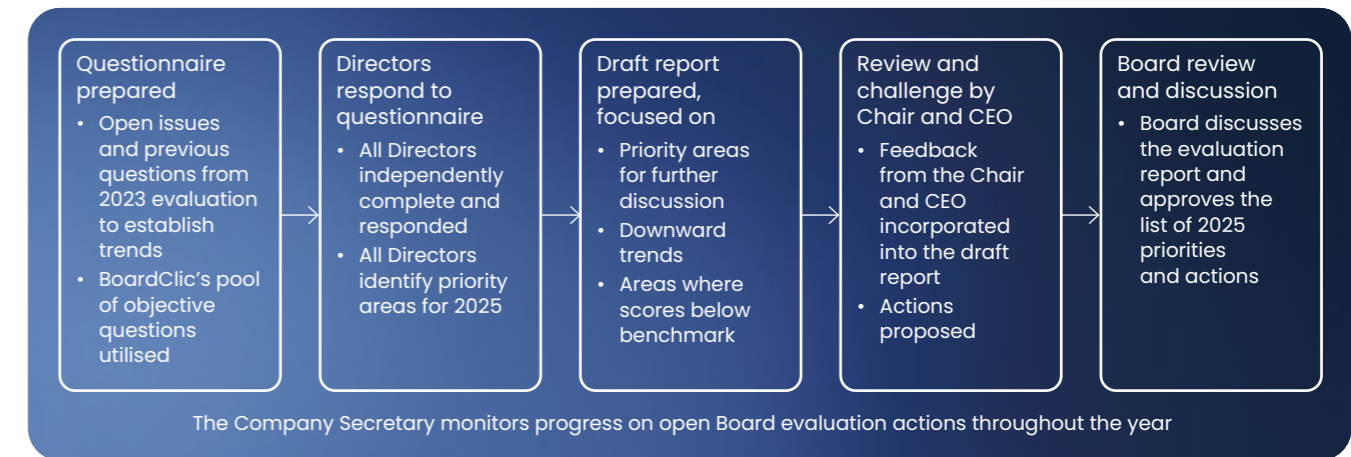 Questionnaire
prepared
• Open issues
and previous
questions from
2023 evaluation
to establish
trends
• BoardClic’s pool
of objective
questions
utilised
Directors
respond to
questionnaire
• All Directors
independently
complete and
responded
• All Directors
identify priority
areas for 2025
Draft report
prepared,
focused on
• Priority areas
for further
discussion
• Downward
trends
• Areas where
scores below
benchmark
Review and
challenge by
Chair and CEO
• Feedback
from the Chair
and CEO
incorporated
into the draft
report
• Actions
proposed
Board review
and discussion
• Board discusses
the evaluation
report and
approves the
list of 2025
priorities
and actions
The Company Secretary monitors progress on open Board evaluation actions throughout the year